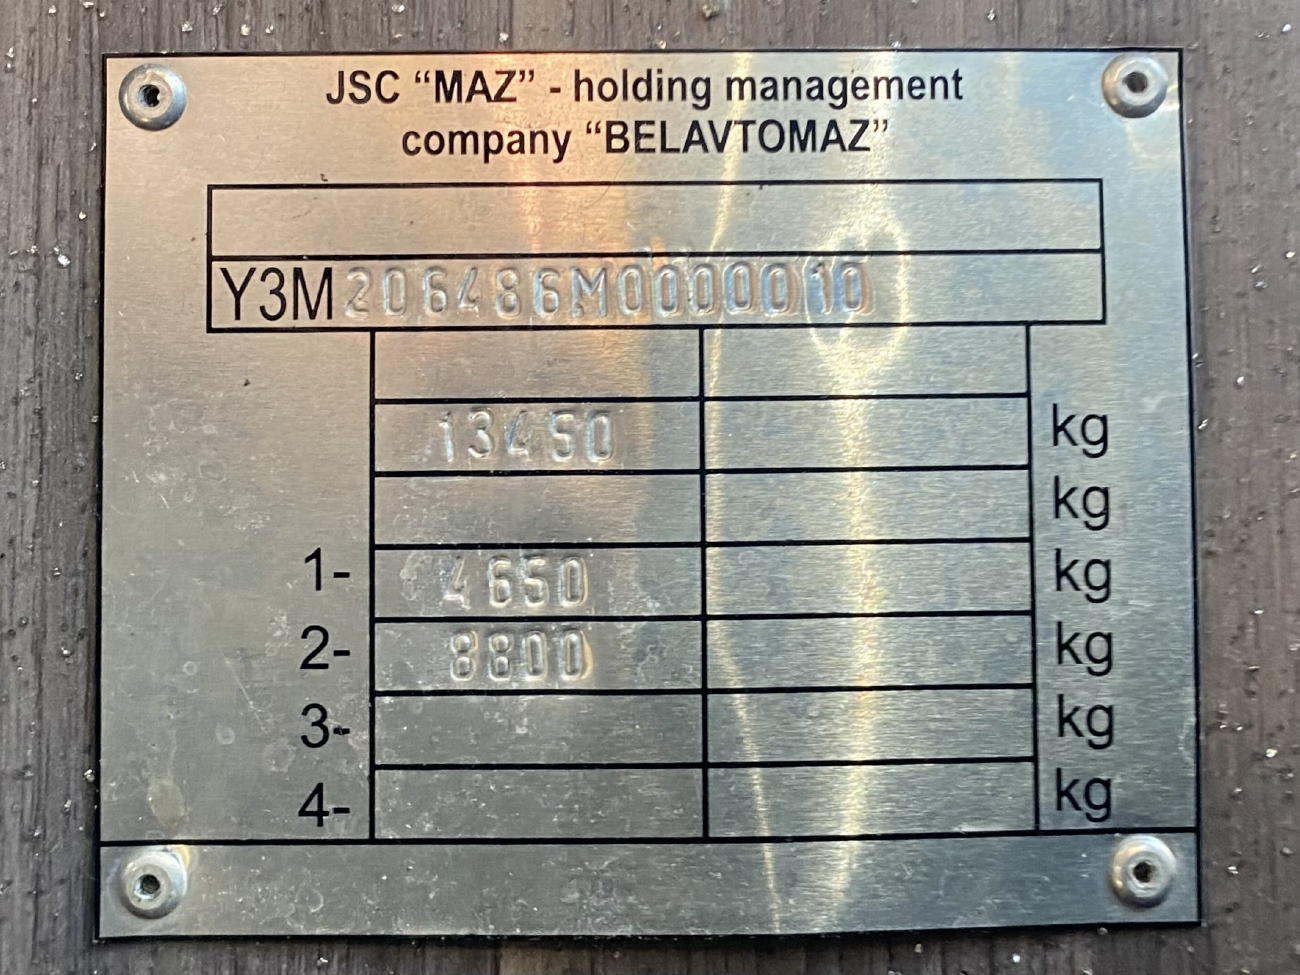 JSC “MAZ” - holding management
company “BELAVTOMAZ”
Y3M206486M0000010
13450 kg
kg
1- 4650 kg
2- 8800 kg
3- kg
4- kg